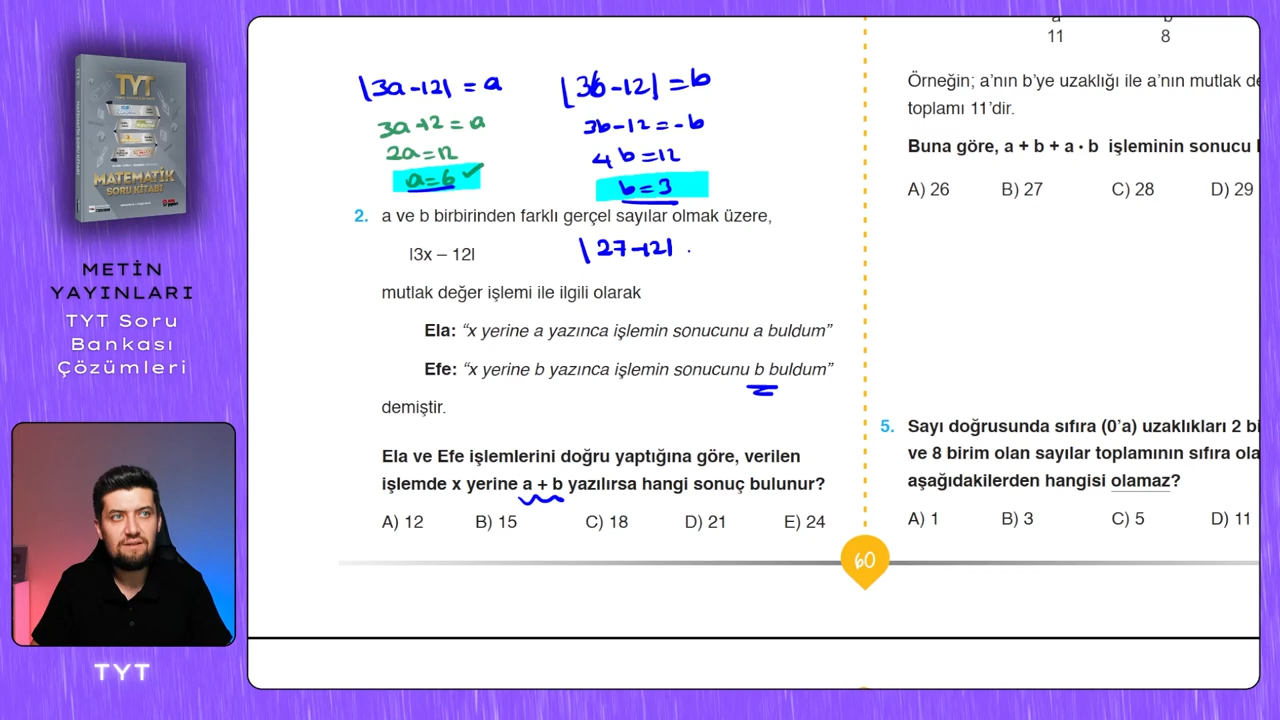 TYT
MATEMATİK
SORU KİTABI
METİN
YAYINLARI
TYT Soru
Bankası
Çözümleri
TYT
|3a-12| = a
3a-12 = a
2a=12
a=6 ✓
|3b-12| = b
3b-12=-b
4b=12
b=3
2. a ve b birbirinden farklı gerçel sayılar olmak üzere,
|3x – 12|
|27-12| .
mutlak değer işlemi ile ilgili olarak
Ela: “x yerine a yazınca işlemin sonucunu a buldum”
Efe: “x yerine b yazınca işlemin sonucunu b buldum”
demiştir.
Ela ve Efe işlemlerini doğru yaptığına göre, verilen
işlemde x yerine a + b yazılırsa hangi sonuç bulunur?
A) 12 B) 15 C) 18 D) 21 E) 24
60
11 8
Örneğin; a’nın b’ye uzaklığı ile a’nın mutlak de
toplamı 11’dir.
Buna göre, a + b + a · b işleminin sonucu
A) 26 B) 27 C) 28 D) 29
5. Sayı doğrusunda sıfıra (0’a) uzaklıkları 2 bi
ve 8 birim olan sayılar toplamının sıfıra ola
aşağıdakilerden hangisi olamaz?
A) 1 B) 3 C) 5 D) 11